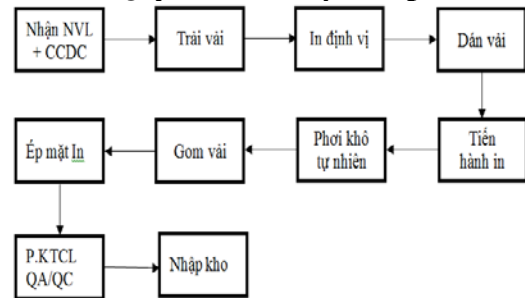 Nhận NVL
+ CCDC
Trải vải
In định vị
Dán vải
Ép mặt In
Gom vải
Phơi khô
tự nhiên
Tiến
hành in
P.KTCL
QA/QC
Nhập kho